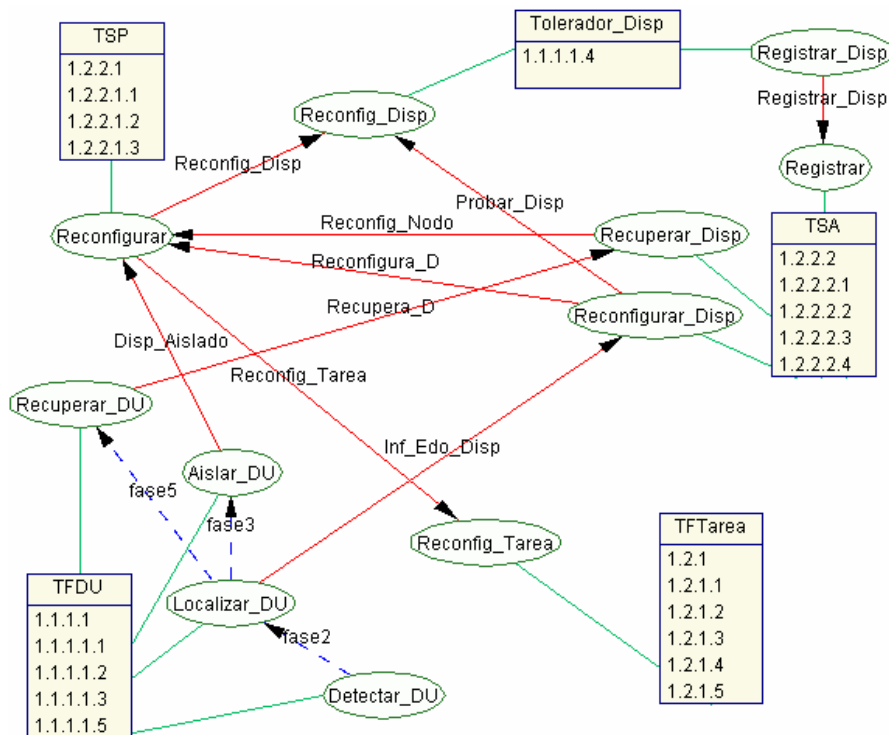 TSP
1.2.2.1
1.2.2.1.1
1.2.2.1.2
1.2.2.1.3
Tolerador_Disp
1.1.1.1.4
Registrar_Disp
Registrar_Disp
Registrar
Reconfig_Disp
Reconfig_Disp
Probar_Disp
Reconfigurar
Reconfig_Nodo
Recuperar_Disp
TSA
1.2.2.2
1.2.2.2.1
1.2.2.2.2
1.2.2.2.3
1.2.2.2.4
Reconfigura_D
Recupera_D
Reconfigurar_Disp
Disp_Aislado
Reconfig_Tarea
Recuperar_DU
Inf_Edo_Disp
Aislar_DU
fase5
fase3
Reconfig_Tarea
TFTarea
1.2.1
1.2.1.1
1.2.1.2
1.2.1.3
1.2.1.4
1.2.1.5
TFDU
1.1.1.1
1.1.1.1.1
1.1.1.1.2
1.1.1.1.3
1.1.1.1.5
Localizar_DU
fase2
Detectar_DU